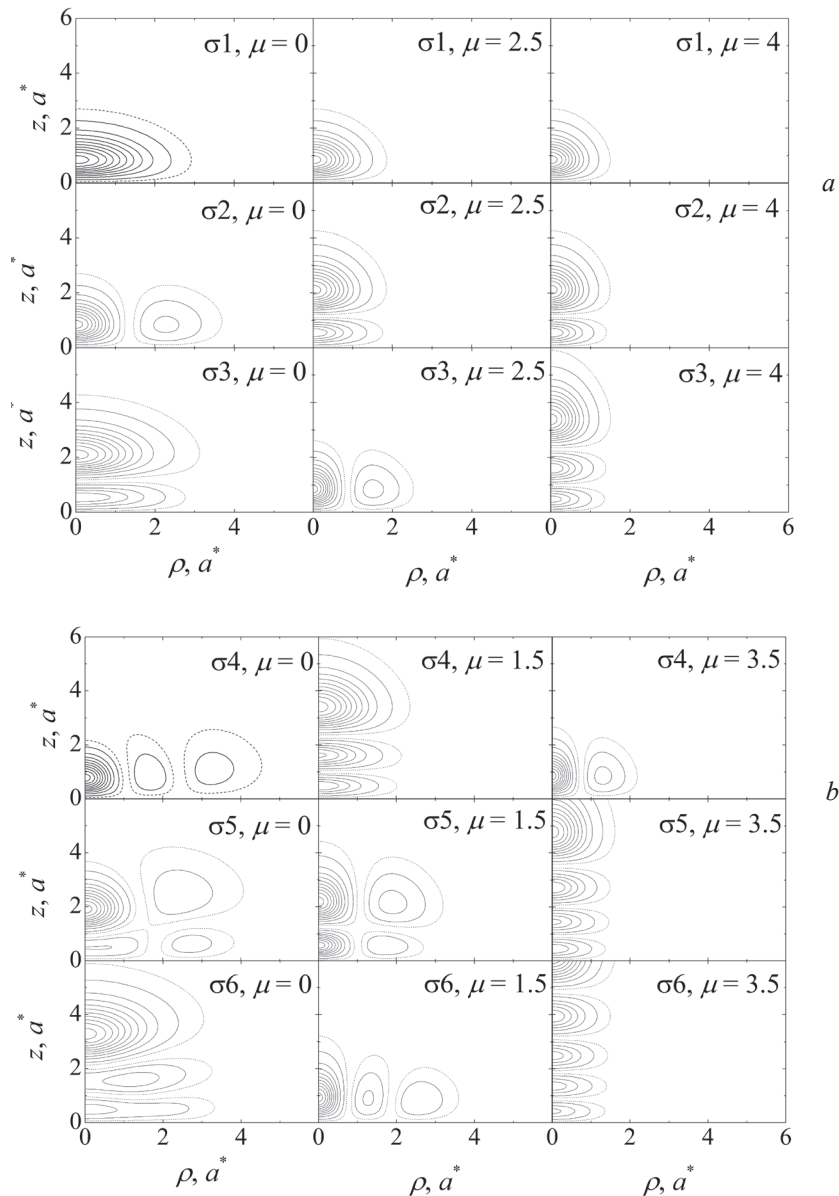 6
4
2
0
z, a*
σ1, μ = 0
σ1, μ = 2.5
σ1, μ = 4
a
4
2
0
z, a*
σ2, μ = 0
σ2, μ = 2.5
σ2, μ = 4
4
2
0
z, a*
σ3, μ = 0
σ3, μ = 2.5
σ3, μ = 4
0 2 4 0 2 4 0 2 4 6
ρ, a* ρ, a* ρ, a*
6
4
2
0
z, a*
σ4, μ = 0
σ4, μ = 1.5
σ4, μ = 3.5
b
4
2
0
z, a*
σ5, μ = 0
σ5, μ = 1.5
σ5, μ = 3.5
4
2
0
z, a*
σ6, μ = 0
σ6, μ = 1.5
σ6, μ = 3.5
0 2 4 0 2 4 0 2 4 6
ρ, a* ρ, a* ρ, a*